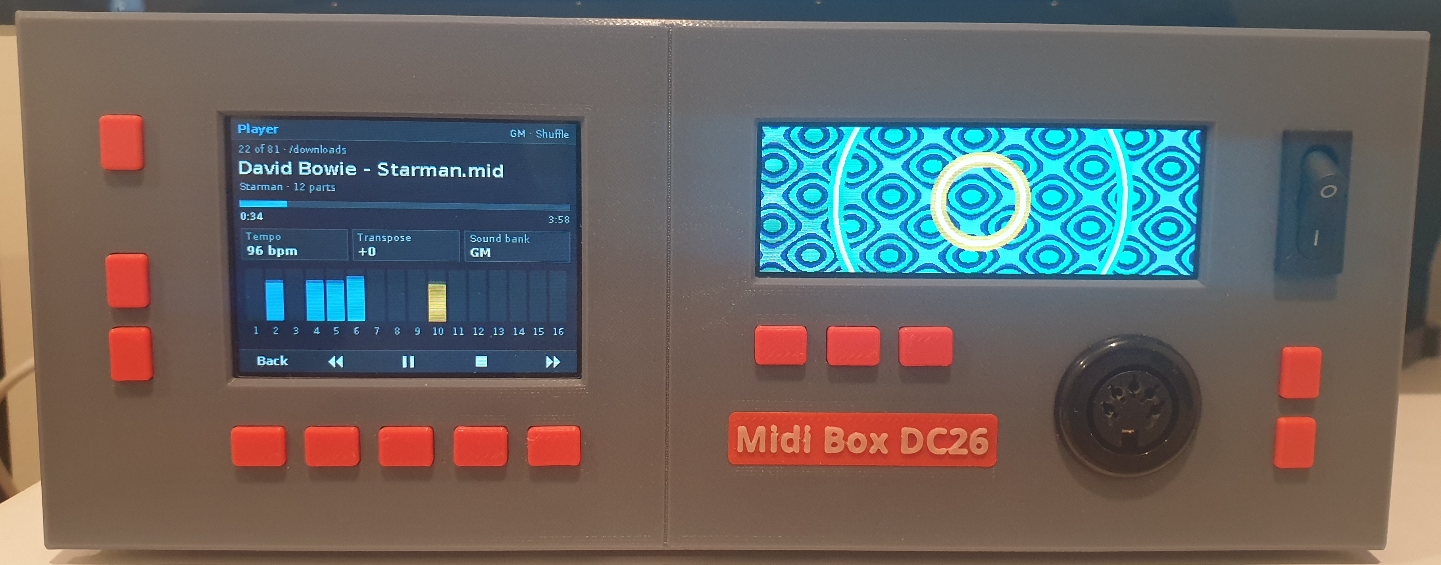 Player
GM - Shuffle
22 of 81 - /downloads
David Bowie - Starman.mid
Starman - 12 parts
0:34
3:58
Tempo
96 bpm
Transpose
+0
Sound bank
GM
1 2 3 4 5 6 7 8 9 10 11 12 13 14 15 16
Back
Midi Box DC26